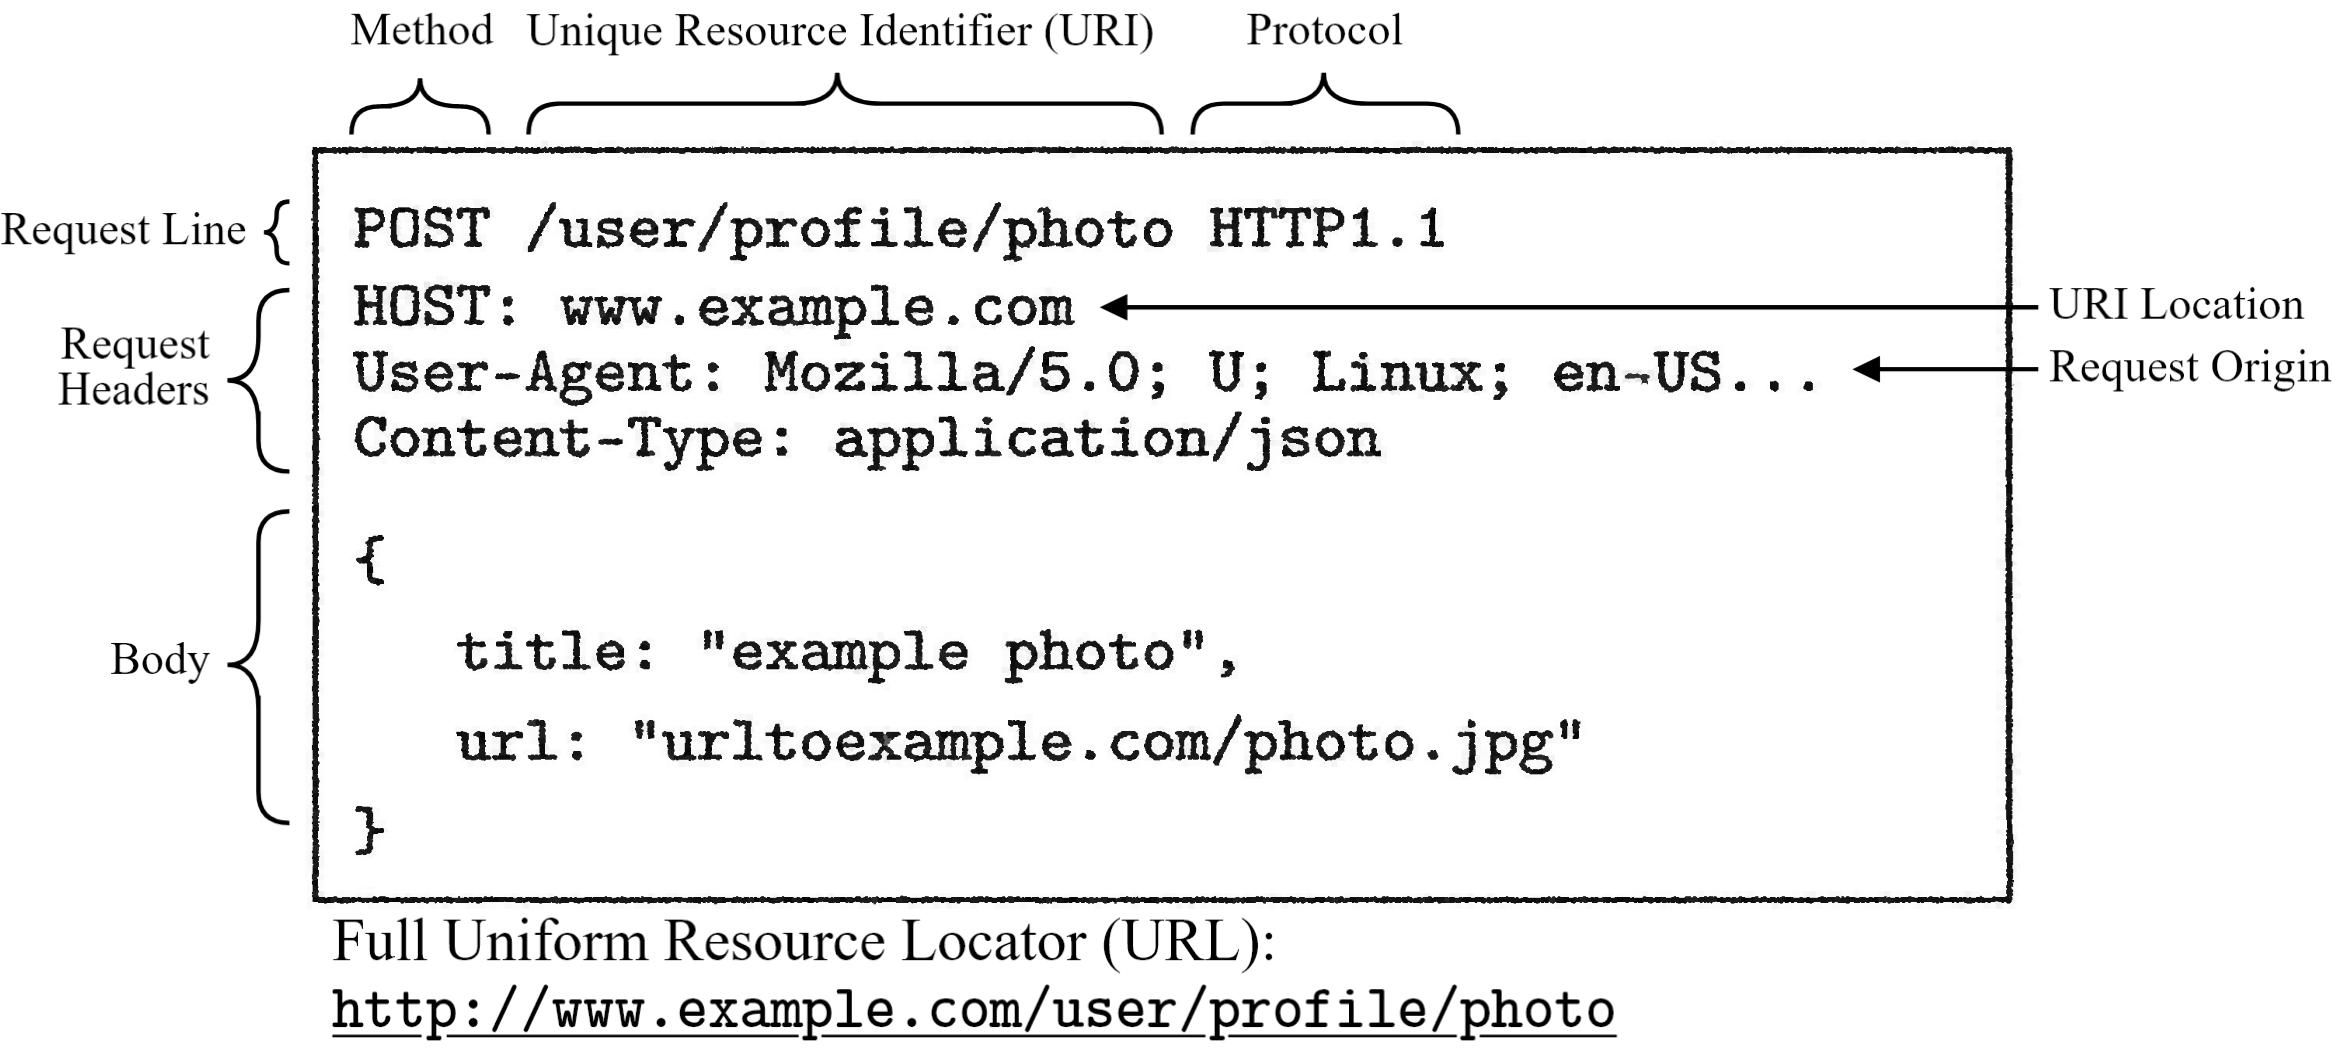 Method Unique Resource Identifier (URI) Protocol
Request Line
POST /user/profile/photo HTTP1.1
Request
Headers
HOST: www.example.com
URI Location
User-Agent: Mozilla/5.0; U; Linux; en-US...
Request Origin
Content-Type: application/json
Body
{
title: "example photo",
url: "urltoexample.com/photo.jpg"
}
Full Uniform Resource Locator (URL):
http://www.example.com/user/profile/photo